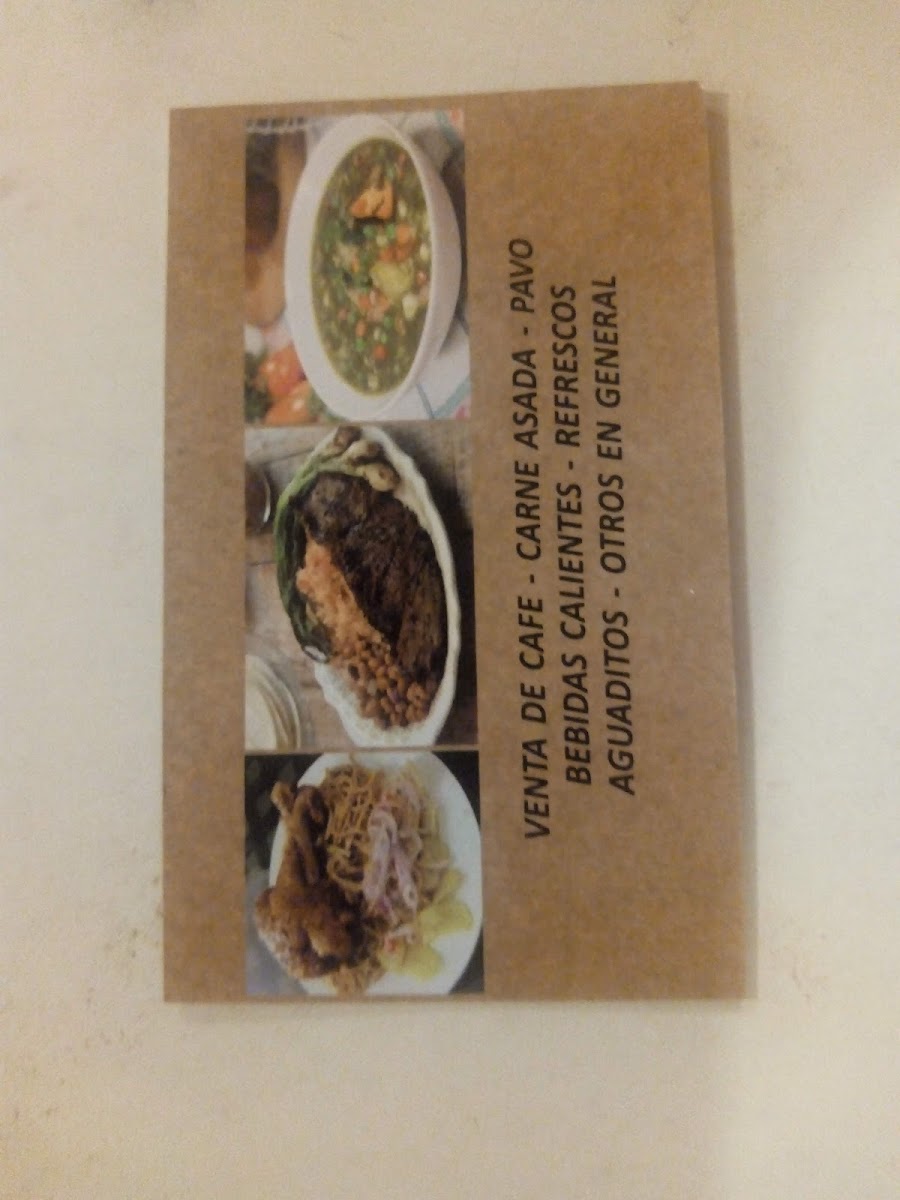 VENTA DE CAFE - CARNE ASADA - PAVO
BEBIDAS CALIENTES - REFRESCOS
AGUADITOS - OTROS EN GENERAL